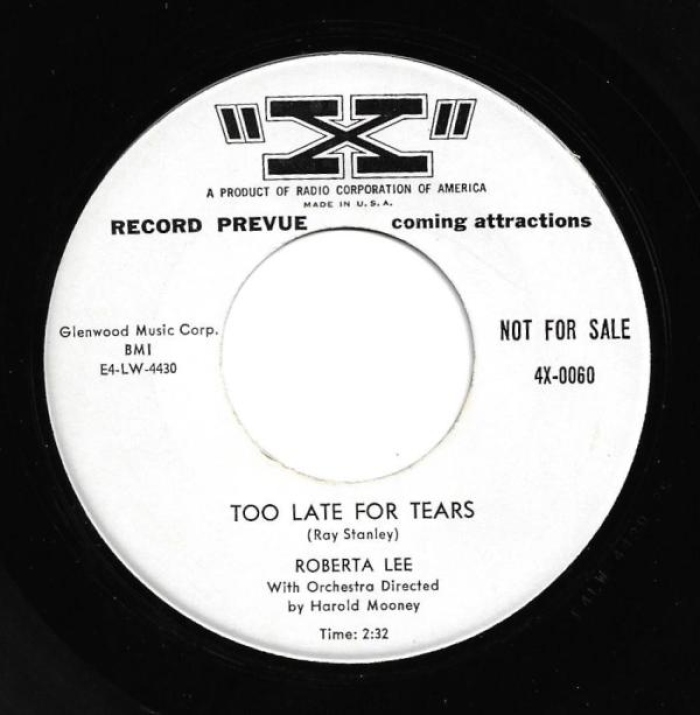 "X"
A PRODUCT OF RADIO CORPORATION OF AMERICA
MADE IN U.S.A.
RECORD PREVUE coming attractions
Glenwood Music Corp.
BMI
E4-LW-4430
NOT FOR SALE
4X-0060
TOO LATE FOR TEARS
(Ray Stanley)
ROBERTA LEE
With Orchestra Directed
by Harold Mooney
Time: 2:32